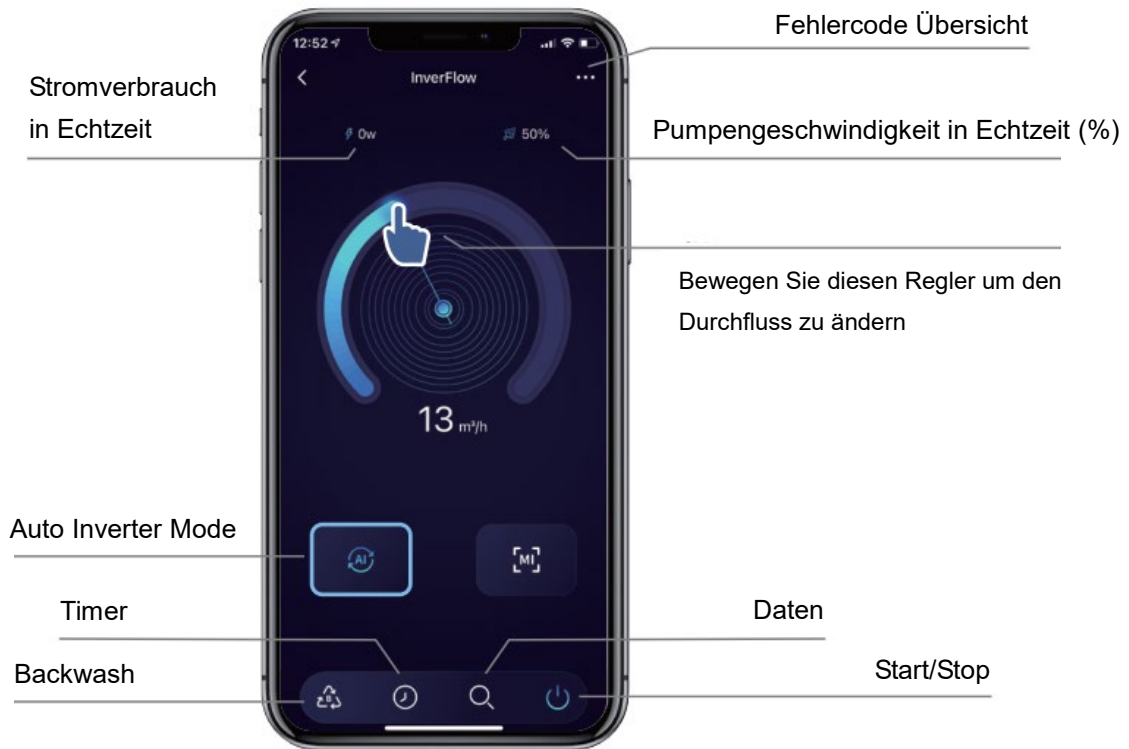 Fehlercode Übersicht
12:52
InverFlow
...
Stromverbrauch
in Echtzeit
0w
50%
Pumpengeschwindigkeit in Echtzeit (%)
Bewegen Sie diesen Regler um den
Durchfluss zu ändern
13 m³/h
Auto Inverter Mode
AI
MI
Timer
Daten
Backwash
Start/Stop